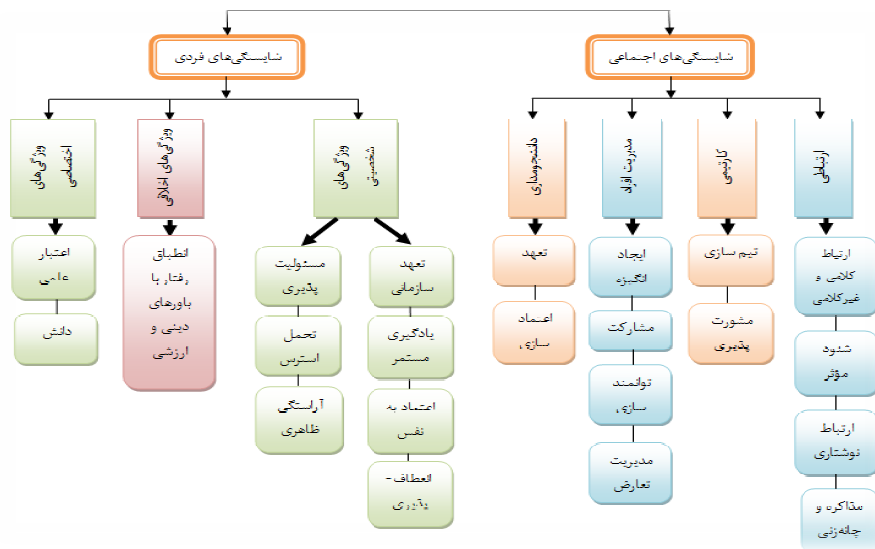 شایستگی‌های اجتماعی
شایستگی‌های فردی
ارتباطی
کارتیمی
مدیریت افراد
دانشجومداری
ویژگی‌های
شخصیتی
ویژگی‌های اخلاقی
ویژگی‌های
اختصاصی
ارتباط
کلامی و
غیرکلامی
شنود
مؤثر
ارتباط
نوشتاری
مذاکره و
چانه‌زنی
تیم سازی
مشورت
پذیری
ایجاد
انگیزه
مشارکت
توانمند
سازی
مدیریت
تعارض
تعهد
اعتماد
سازی
تعهد
سازمانی
یادگیری
مستمر
اعتماد به
نفس
انعطاف-
پذیری
مسئولیت
پذیری
تحمل
استرس
آراستگی
ظاهری
انطباق
رفتار با
باورهای
دینی و
ارزشی
اعتبار
علمی
دانش